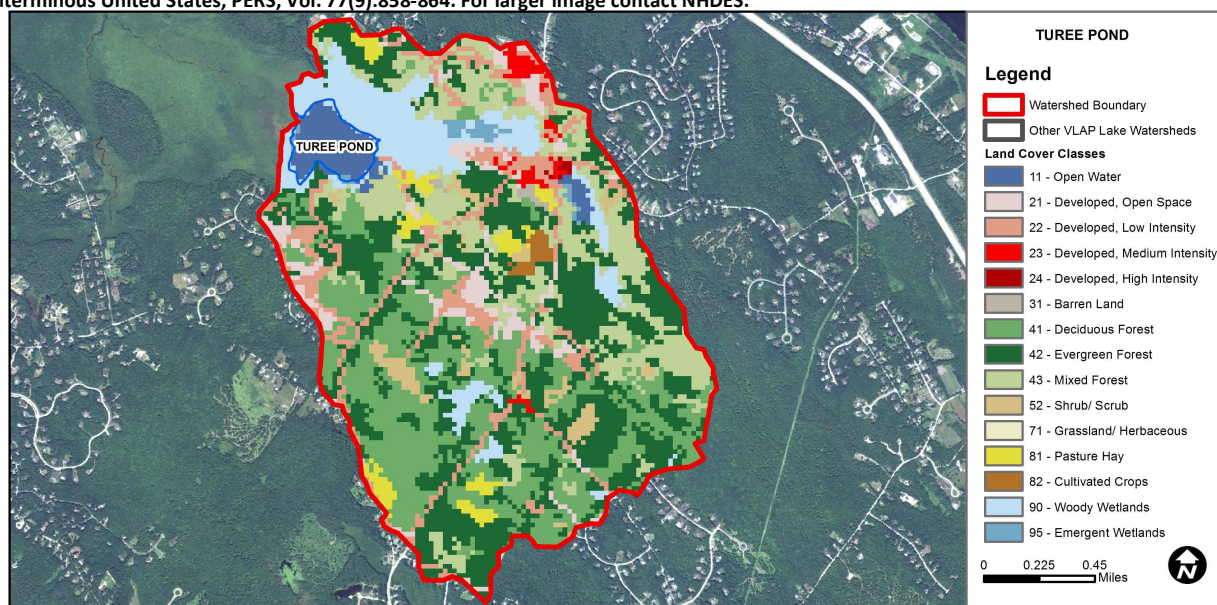 nterminous United States, PERS, Vol. 77(9):858-864. For larger image contact NHDES.
TUREE POND
TUREE POND
Legend
Watershed Boundary
Other VLAP Lake Watersheds
Land Cover Classes
11 - Open Water
21 - Developed, Open Space
22 - Developed, Low Intensity
23 - Developed, Medium Intensity
24 - Developed, High Intensity
31 - Barren Land
41 - Deciduous Forest
42 - Evergreen Forest
43 - Mixed Forest
52 - Shrub/ Scrub
71 - Grassland/ Herbaceous
81 - Pasture Hay
82 - Cultivated Crops
90 - Woody Wetlands
95 - Emergent Wetlands
0 0.225 0.45
Miles
N